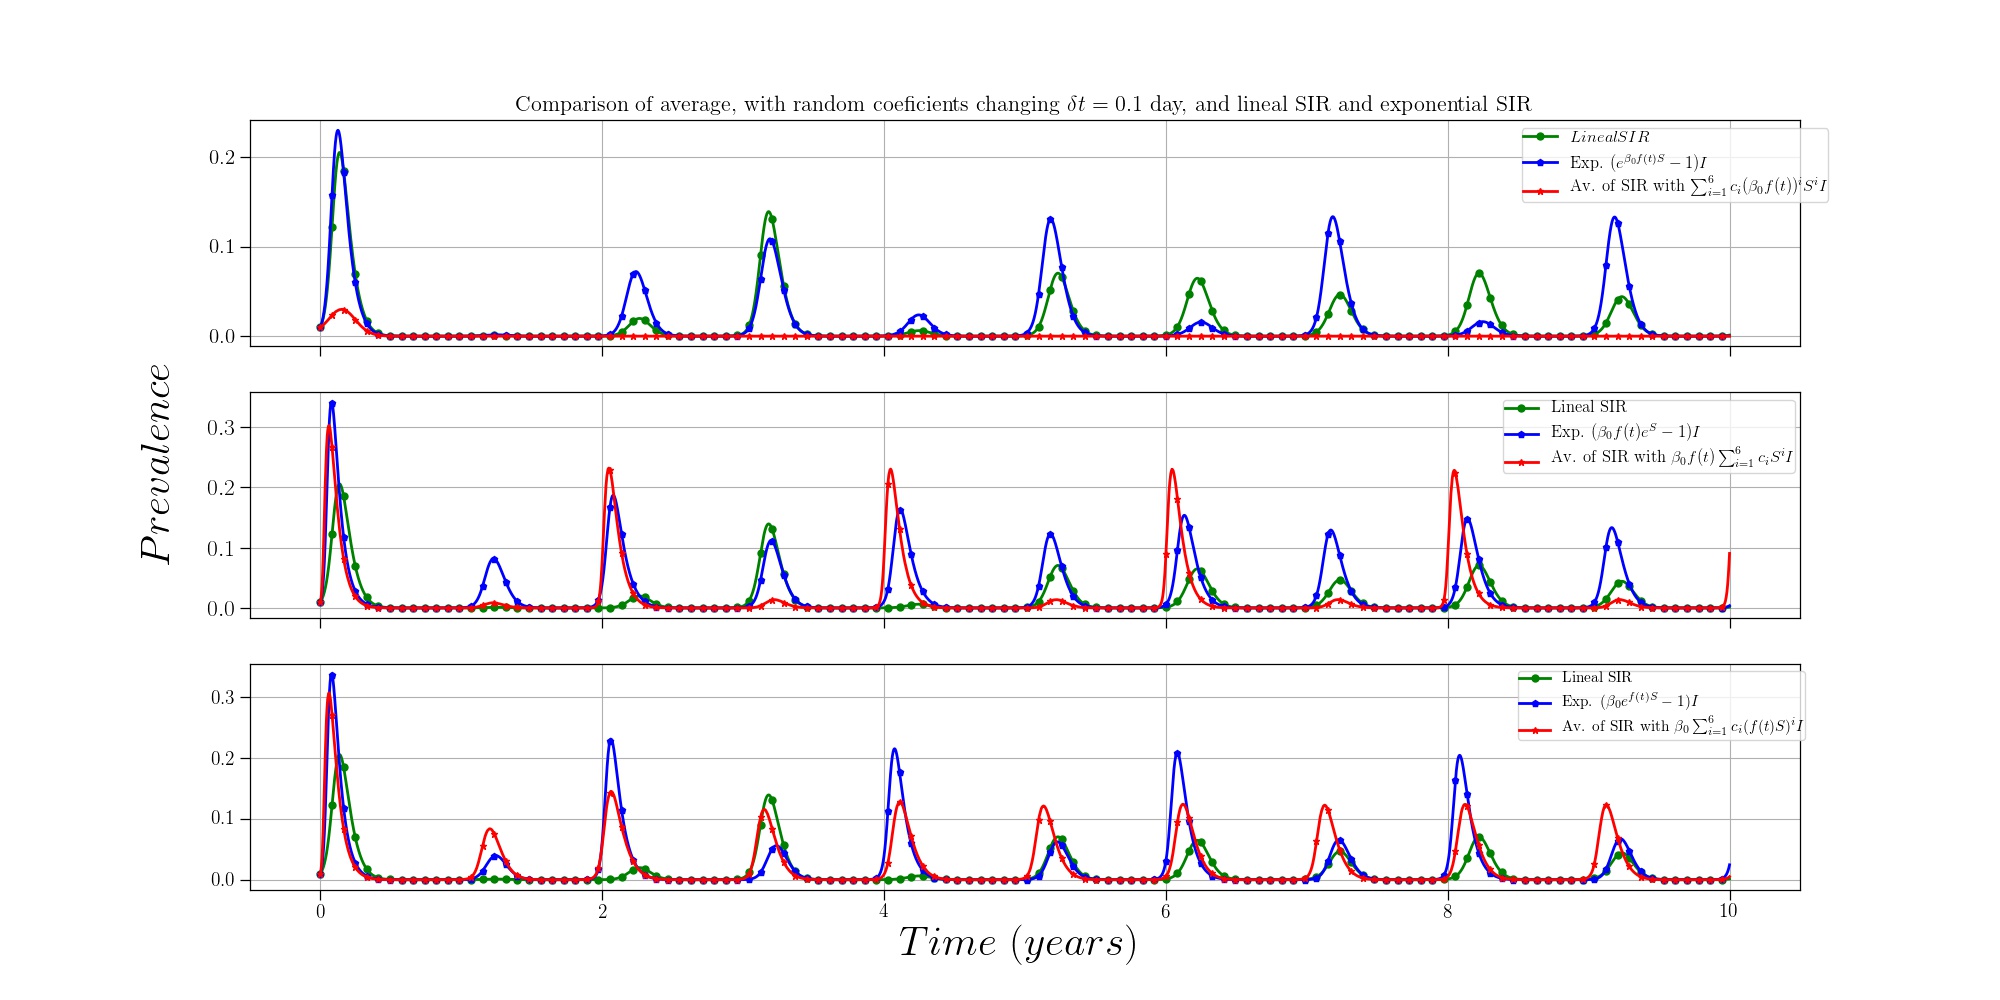 Comparison of average, with random coeficients changing δt = 0.1 day, and lineal SIR and exponential SIR
LinealSIR
Exp. (e^{β₀f(t)S} − 1)I
Av. of SIR with ∑_{i=1}^{6} c_i(β₀f(t))^i S^i I
0.2
0.1
0.0
Prevalence
Lineal SIR
Exp. (β₀f(t)e^S − 1)I
Av. of SIR with β₀f(t) ∑_{i=1}^{6} c_i S^i I
0.3
0.2
0.1
0.0
Lineal SIR
Exp. (β₀e^{f(t)S} − 1)I
Av. of SIR with β₀ ∑_{i=1}^{6} c_i(f(t)S)^i I
0.3
0.2
0.1
0.0
0 2 4 6 8 10
Time (years)